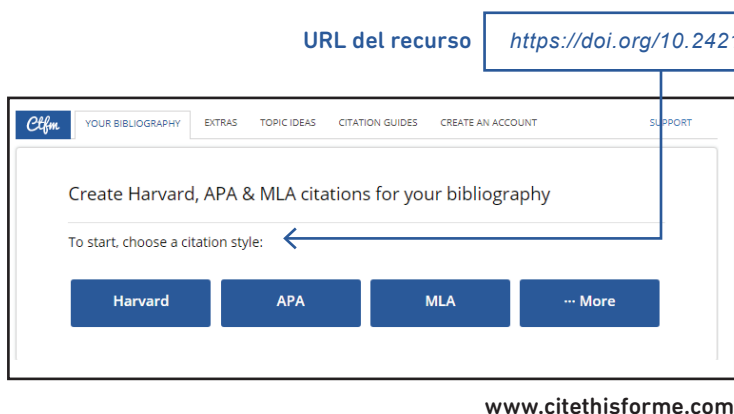 URL del recurso
https://doi.org/10.242
Ctfm YOUR BIBLIOGRAPHY EXTRAS TOPIC IDEAS CITATION GUIDES CREATE AN ACCOUNT SUPPORT
Create Harvard, APA & MLA citations for your bibliography
To start, choose a citation style:
Harvard APA MLA ··· More
www.citethisforme.com